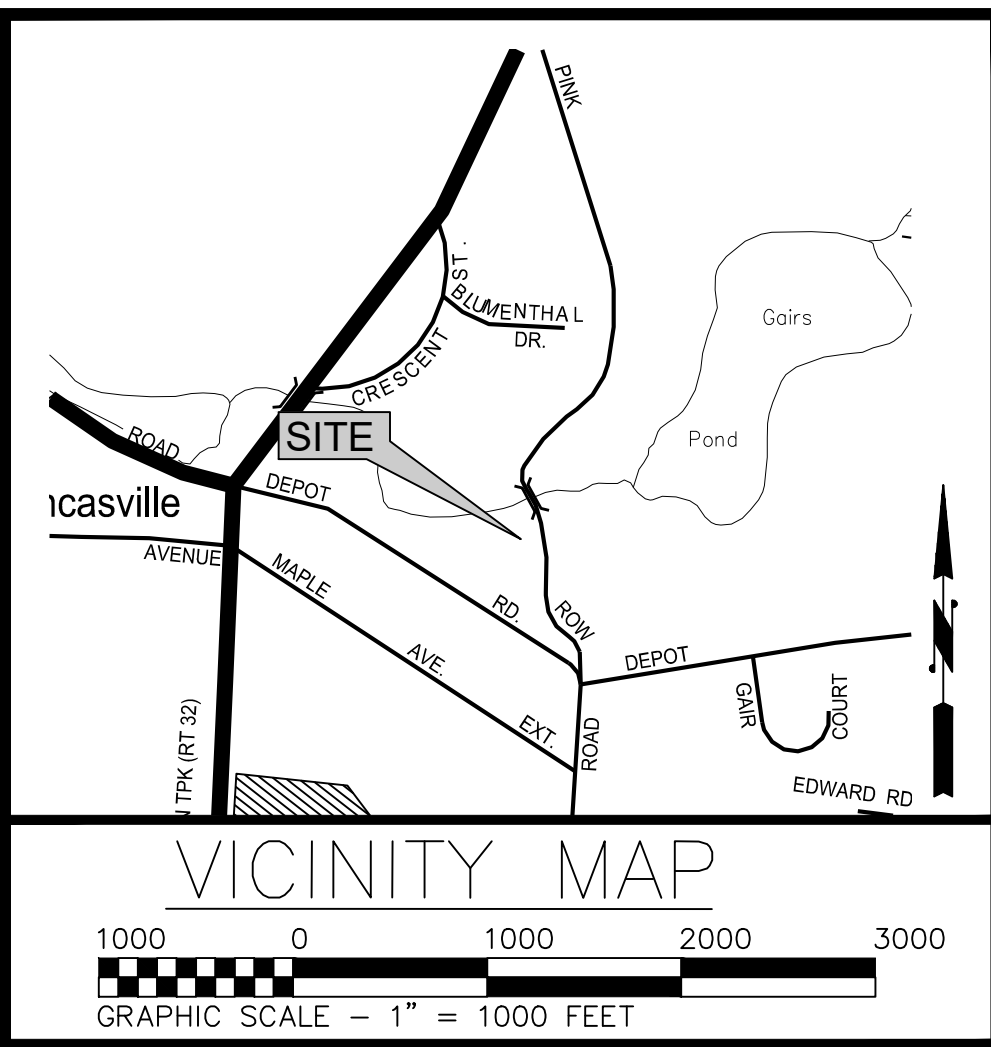 PINK
ST.
BLUMENTHAL
DR.
CRESCENT
Gairs
Pond
ROAD
SITE
DEPOT
ncasville
AVENUE
MAPLE
RD.
ROW
AVE.
DEPOT
GAIR
COURT
EXT.
ROAD
N TPK (RT 32)
EDWARD RD
N
VICINITY MAP
1000 0 1000 2000 3000
GRAPHIC SCALE - 1" = 1000 FEET